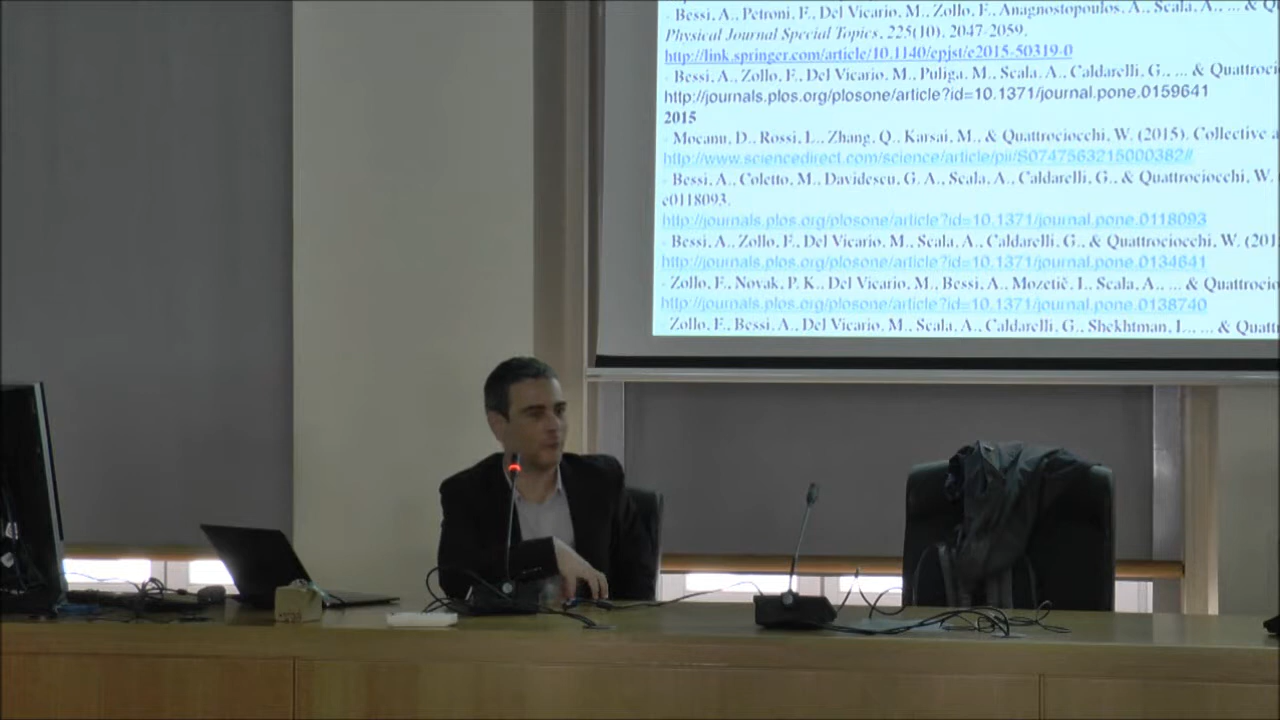 Bessi, A., Petroni, F., Del Vicario, M., Zollo, F., Anagnostopoulos, A., Scala, A., ... & Q
Physical Journal Special Topics, 225(10), 2047-2059.
http://link.springer.com/article/10.1140/epjst/e2015-50319-0
- Bessi, A., Zollo, F., Del Vicario, M., Puliga, M., Scala, A., Caldarelli, G., ... & Quattroci
http://journals.plos.org/plosone/article?id=10.1371/journal.pone.0159641
2015
- Mocanu, D., Rossi, L., Zhang, Q., Karsai, M., & Quattrociocchi, W. (2015). Collective a
http://www.sciencedirect.com/science/article/pii/S0747563215000382#
- Bessi, A., Coletto, M., Davidescu, G. A., Scala, A., Caldarelli, G., & Quattrociocchi, W.
e0118093.
http://journals.plos.org/plosone/article?id=10.1371/journal.pone.0118093
- Bessi, A., Zollo, F., Del Vicario, M., Scala, A., Caldarelli, G., & Quattrociocchi, W. (201
http://journals.plos.org/plosone/article?id=10.1371/journal.pone.0134641
- Zollo, F., Novak, P. K., Del Vicario, M., Bessi, A., Mozetič, I., Scala, A., ... & Quattrocio
http://journals.plos.org/plosone/article?id=10.1371/journal.pone.0138740
Zollo, F., Bessi, A., Del Vicario, M., Scala, A., Caldarelli, G., Shekhtman, L., ... & Quatt